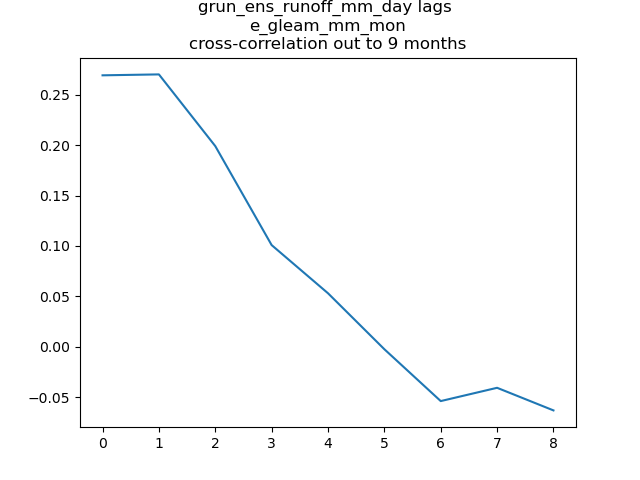 grun_ens_runoff_mm_day lags
e_gleam_mm_mon
cross-correlation out to 9 months
0.25
0.20
0.15
0.10
0.05
0.00
−0.05
0 1 2 3 4 5 6 7 8